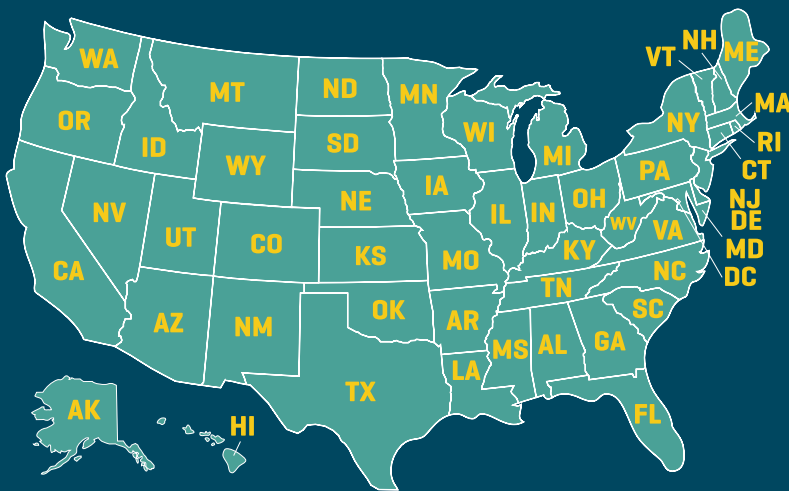 NH
ME
VT
WA
MT
ND
MN
MA
OR
NY
WI
RI
SD
ID
MI
WY
PA
CT
IA
NE
OH
NJ
NV
IL
IN
DE
WV
VA
UT
CO
KY
MD
KS
MO
CA
NC
DC
TN
OK
SC
AZ
NM
AR
GA
MS
AL
LA
TX
AK
FL
HI